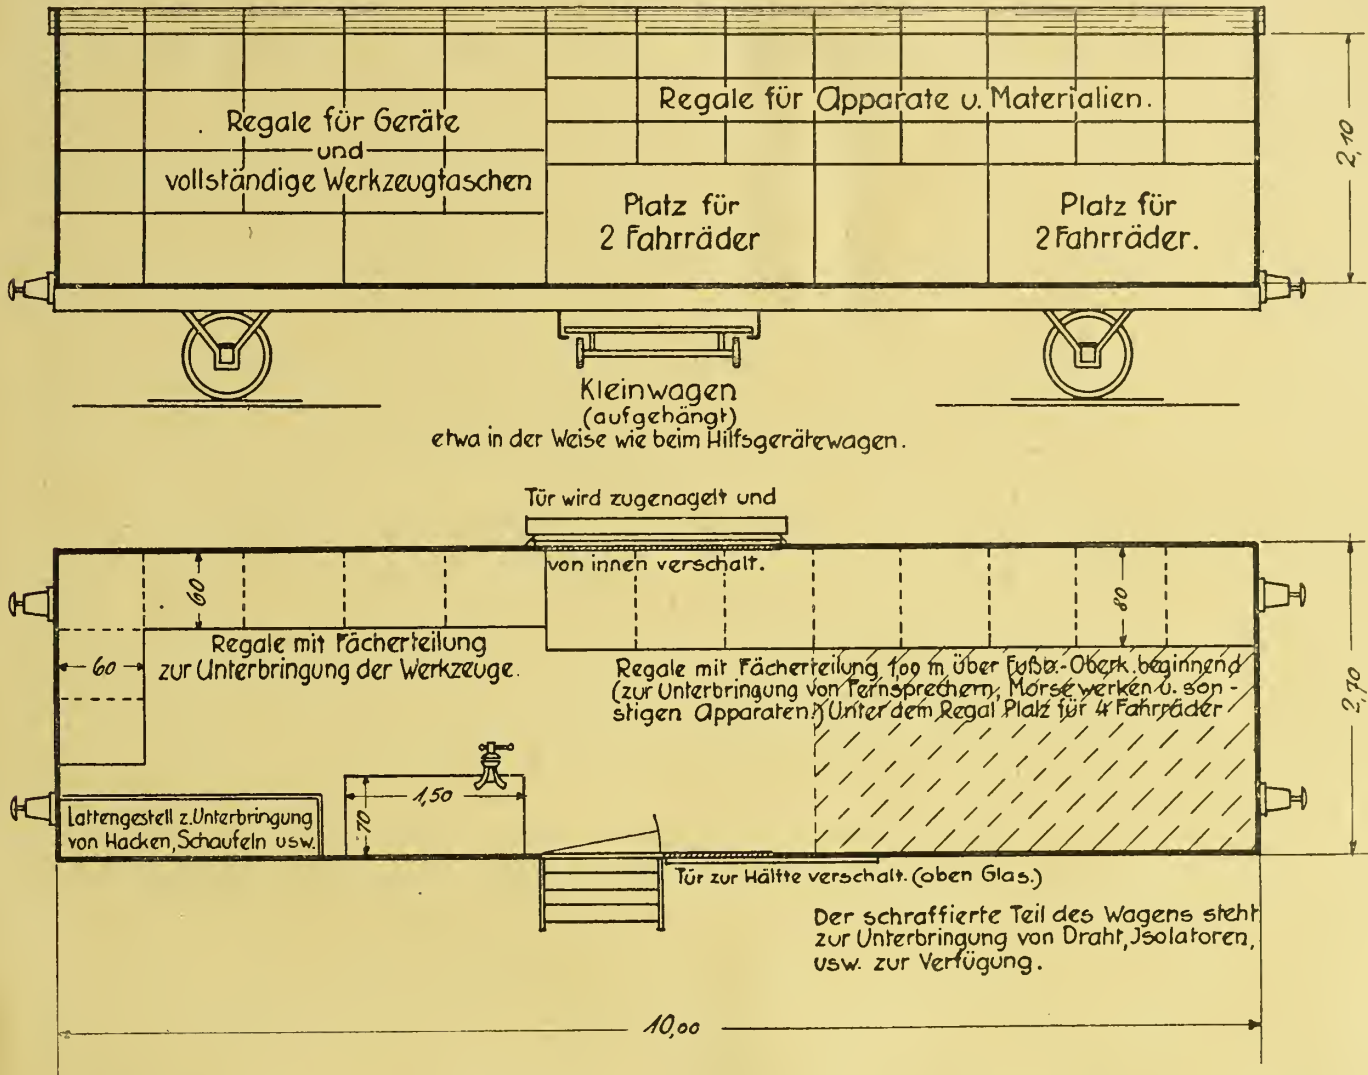 Regale für Geräte
und
vollständige Werkzeugtaschen
Regale für Apparate u. Materialien.
Platz für
2 Fahrräder
Platz für
2 Fahrräder.
2,10
Kleinwagen
(aufgehängt)
etwa in der Weise wie beim Hilfsgerätewagen.
Tür wird zugenagelt und
von innen verschalt.
60
80
60
Regale mit Fächerteilung
zur Unterbringung der Werkzeuge.
Regale mit Fächerteilung 1,00 m über Fußb.-Oberk. beginnend
(zur Unterbringung von Fernsprechern, Morsewerken u. son-
stigen Apparaten.) Unter dem Regal Platz für 4 Fahrräder
2,70
1,50
70
Lattengestell z. Unterbringung
von Hacken, Schaufeln usw.
Tür zur Hälfte verschalt. (oben Glas.)
Der schraffierte Teil des Wagens steht
zur Unterbringung von Draht, Jsolatoren,
usw. zur Verfügung.
10,00